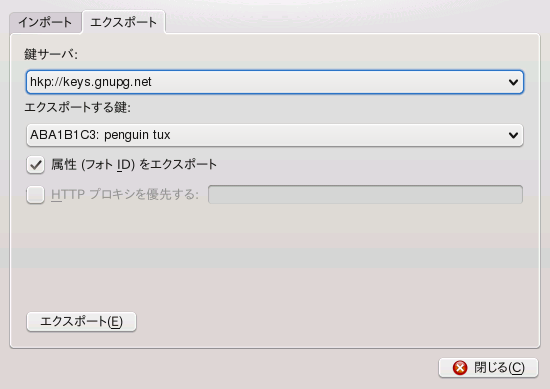 インポート エクスポート
鍵サーバ:
hkp://keys.gnupg.net
エクスポートする鍵:
ABA1B1C3: penguin tux
属性 (フォト ID) をエクスポート
HTTP プロキシを優先する:
エクスポート(E)
閉じる(C)